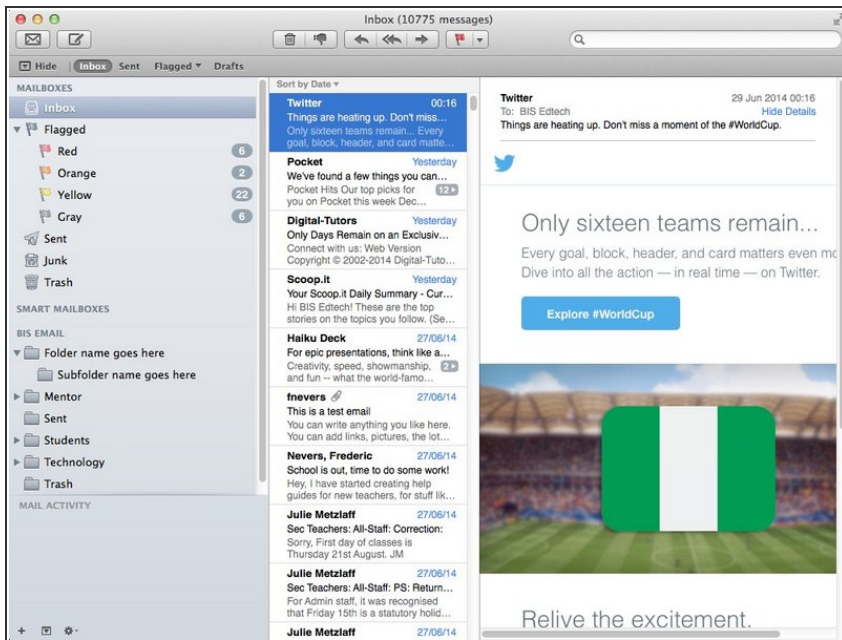 Inbox (10775 messages)
Hide Inbox Sent Flagged Drafts
MAILBOXES
Inbox
Flagged
Red 6
Orange 2
Yellow 22
Gray 6
Sent
Junk
Trash
SMART MAILBOXES
BIS EMAIL
Folder name goes here
Subfolder name goes here
Mentor
Sent
Students
Technology
Trash
MAIL ACTIVITY
Sort by Date
Twitter 00:16
Things are heating up. Don't miss...
Only sixteen teams remain... Every
goal, block, header, and card matte...
Pocket Yesterday
We've found a few things you can...
Pocket Hits Our top picks for 12
you on Pocket this week Dec...
Digital-Tutors Yesterday
Only Days Remain on an Exclusiv...
Connect with us: Web Version
Copyright © 2002-2014 Digital-Tuto...
Scoop.it Yesterday
Your Scoop.it Daily Summary - Cur...
Hi BIS Edtech! These are the top
stories on the topics you follow. (Se...
Haiku Deck 27/06/14
For epic presentations, think like a...
Creativity, speed, showmanship, 2
and fun -- what the world-famo...
fnevers 27/06/14
This is a test email
You can write anything you like here.
You can add links, pictures, the lot...
Nevers, Frederic 27/06/14
School is out, time to do some work!
Hey, I have started creating help
guides for new teachers, for stuff lik...
Julie Metzlaff 27/06/14
Sec Teachers: All-Staff: Correction:
Sorry, First day of classes is
Thursday 21st August. JM
Julie Metzlaff 27/06/14
Sec Teachers: All-Staff: PS: Return...
For Admin staff, it was recognised
that Friday 15th is a statutory holid...
Julie Metzlaff 27/06/14
Twitter 29 Jun 2014 00:16
To: BIS Edtech Hide Details
Things are heating up. Don't miss a moment of the #WorldCup.
Only sixteen teams remain...
Every goal, block, header, and card matters even mo
Dive into all the action — in real time — on Twitter.
Explore #WorldCup
Relive the excitement.